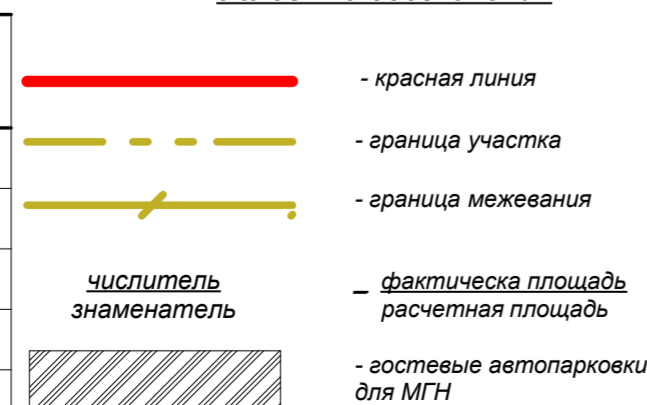 - красная линия
- граница участка
- граница межевания
числитель
знаменатель
– фактическа площадь
расчетная площадь
- гостевые автопарковки
для МГН